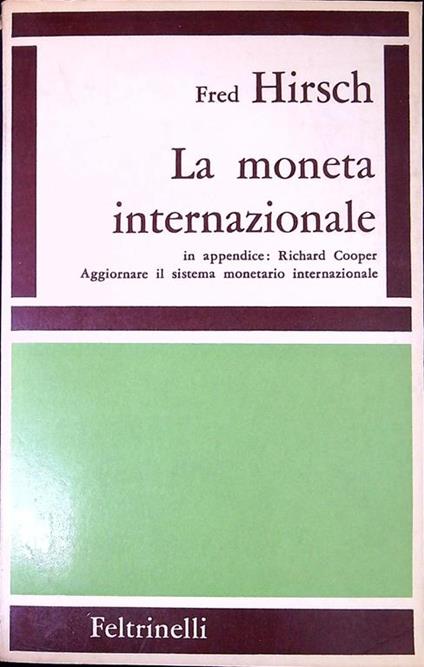 Fred Hirsch
La moneta
internazionale
in appendice: Richard Cooper
Aggiornare il sistema monetario internazionale
Feltrinelli